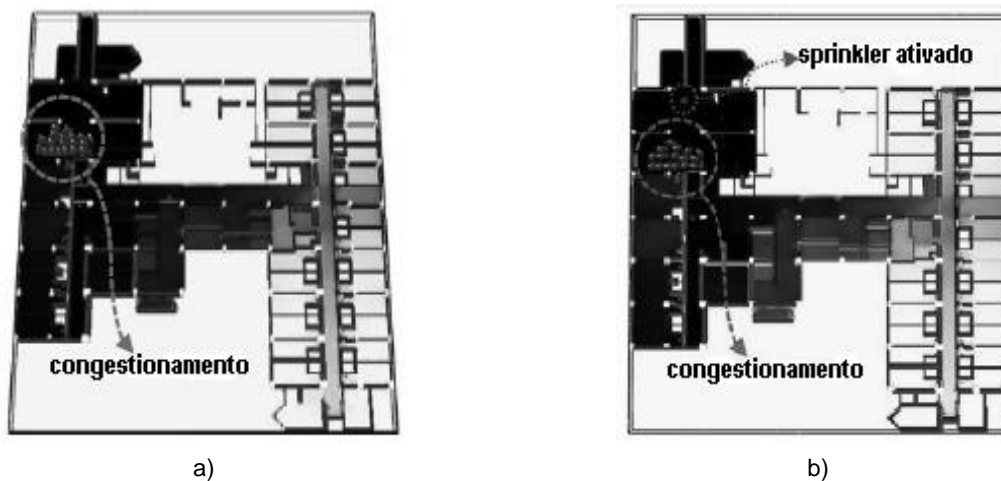 sprinkler ativado
congestionamento
congestionamento
a)
b)